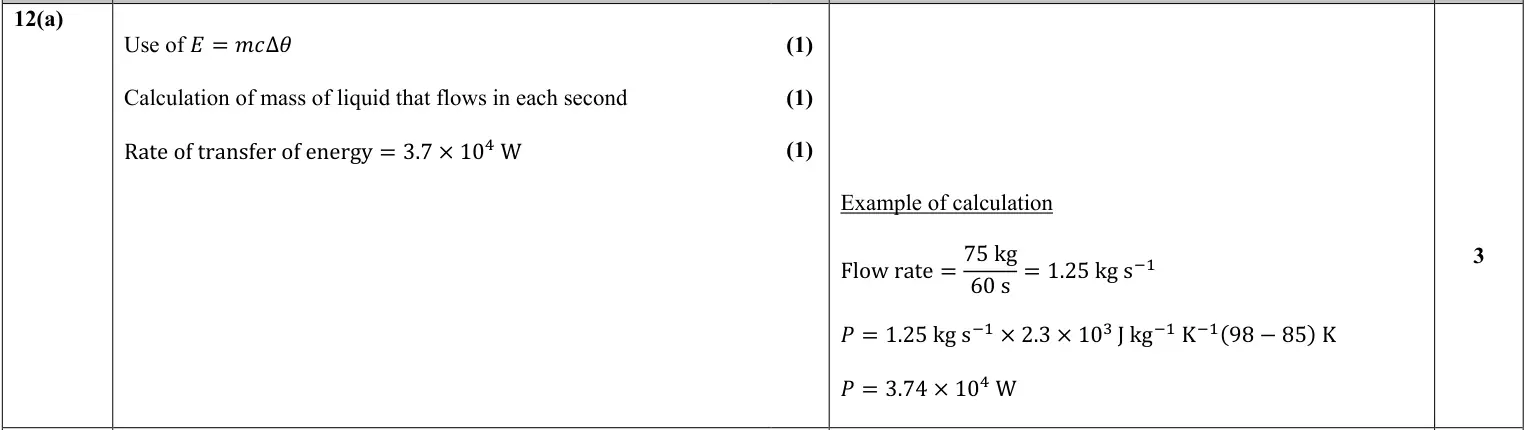 12(a)
Use of 𝐸 = 𝑚𝑐Δ𝜃 (1)
Calculation of mass of liquid that flows in each second (1)
Rate of transfer of energy = 3.7 × 10⁴ W (1)
Example of calculation
Flow rate = 75 kg / 60 s = 1.25 kg s⁻¹
3
𝑃 = 1.25 kg s⁻¹ × 2.3 × 10³ J kg⁻¹ K⁻¹(98 − 85) K
𝑃 = 3.74 × 10⁴ W